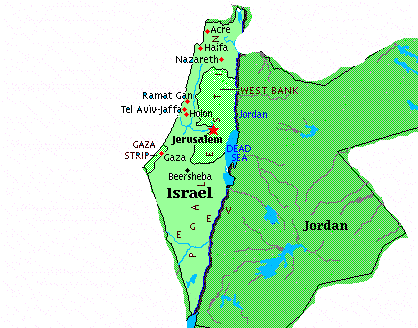 Acre
Haifa
Nazareth
WEST BANK
Ramat Gan
Tel Aviv-Jaffa
Holon
Jordan
Jerusalem
GAZA
STRIP
Gaza
DEAD
SEA
Beersheba
Israel
Jordan
E G E V